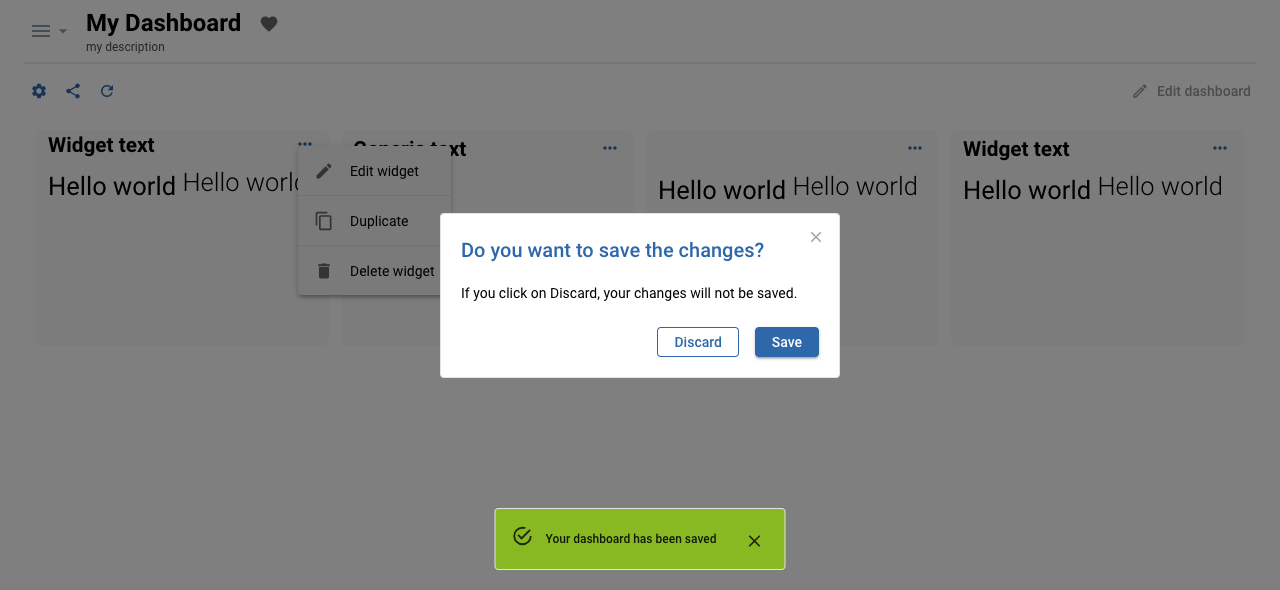 My Dashboard
my description
Edit dashboard
Widget text
Hello world Hello world
Edit widget
Duplicate
Delete widget
text
Hello world Hello world
Widget text
Hello world Hello world
Do you want to save the changes?
If you click on Discard, your changes will not be saved.
Discard
Save
Your dashboard has been saved